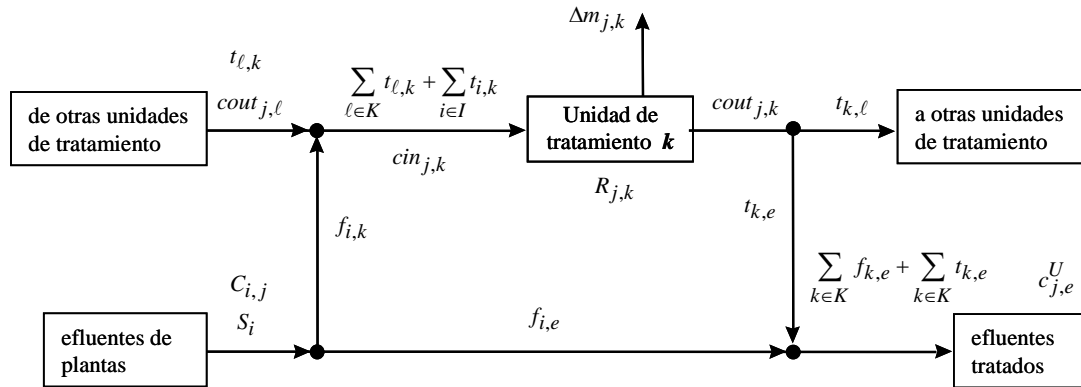 Δm_{j,k}
t_{ℓ,k}
cout_{j,ℓ}
∑_{ℓ∈K} t_{ℓ,k} + ∑_{i∈I} t_{i,k}
de otras unidades
de tratamiento
Unidad de
tratamiento k
cout_{j,k}
t_{k,ℓ}
a otras unidades
de tratamiento
cin_{j,k}
R_{j,k}
t_{k,e}
f_{i,k}
∑_{k∈K} f_{k,e} + ∑_{k∈K} t_{k,e}
c^U_{j,e}
C_{i,j}
S_i
efluentes de
plantas
f_{i,e}
efluentes
tratados